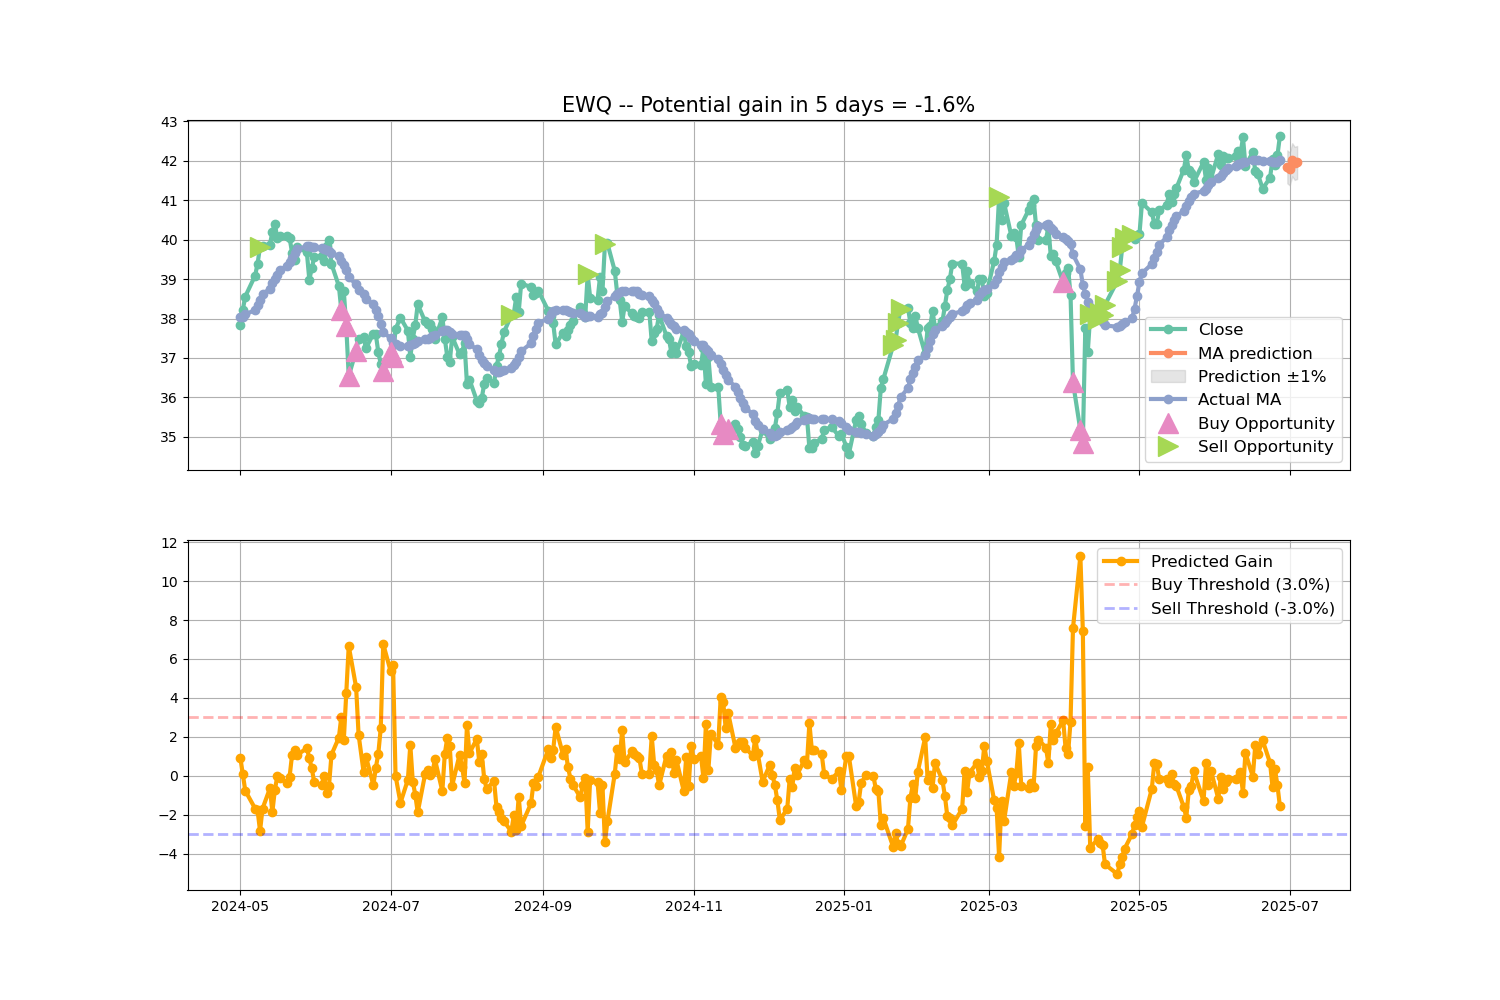 EWQ -- Potential gain in 5 days = -1.6%
43
42
41
40
39
38
37
36
35
Close
MA prediction
Prediction ±1%
Actual MA
Buy Opportunity
Sell Opportunity
12
10
8
6
4
2
0
−2
−4
Predicted Gain
Buy Threshold (3.0%)
Sell Threshold (-3.0%)
2024-05 2024-07 2024-09 2024-11 2025-01 2025-03 2025-05 2025-07